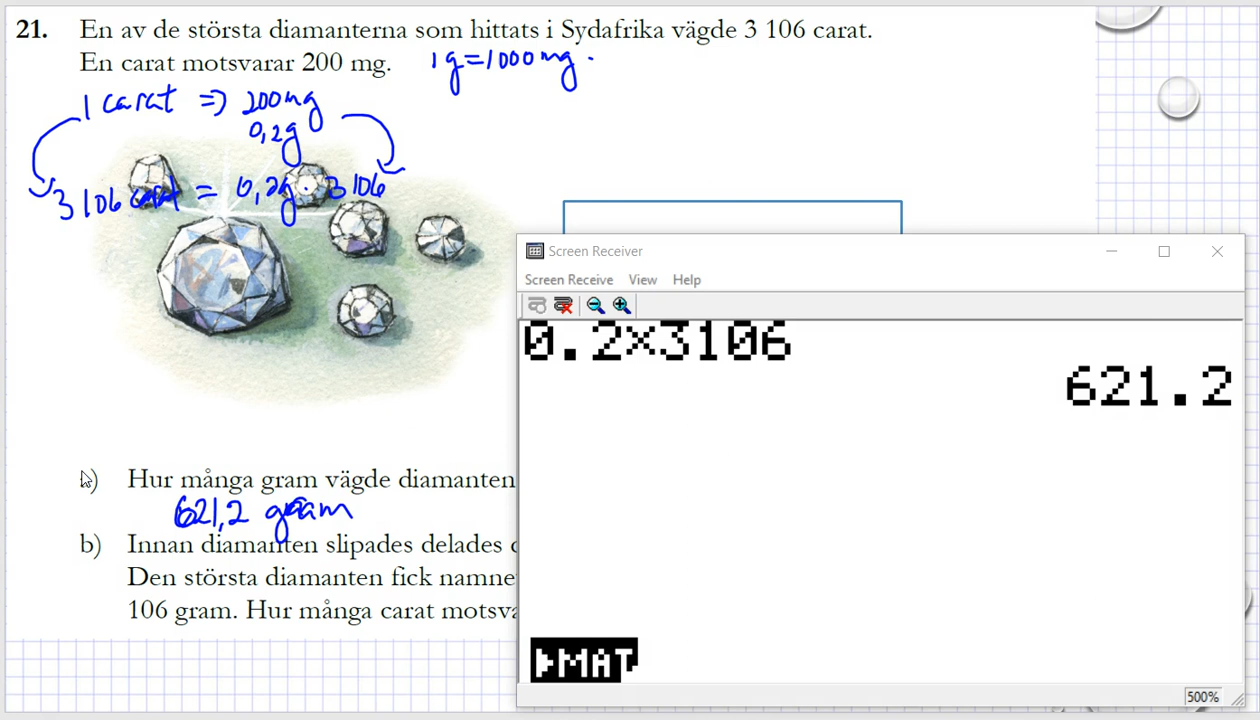 21. En av de största diamanterna som hittats i Sydafrika vägde 3 106 carat.
En carat motsvarar 200 mg. 1 g = 1000 mg.
1 carat => 200 mg
0,2g
3 106 carat = 0,2g · 3 106
Screen Receiver
Screen Receive View Help
0.2×3106
621.2
a) Hur många gram vägde diamanten
621,2 gram
b) Innan diamanten slipades delades
Den största diamanten fick namne
106 gram. Hur många carat motsva
▶MAT
500%